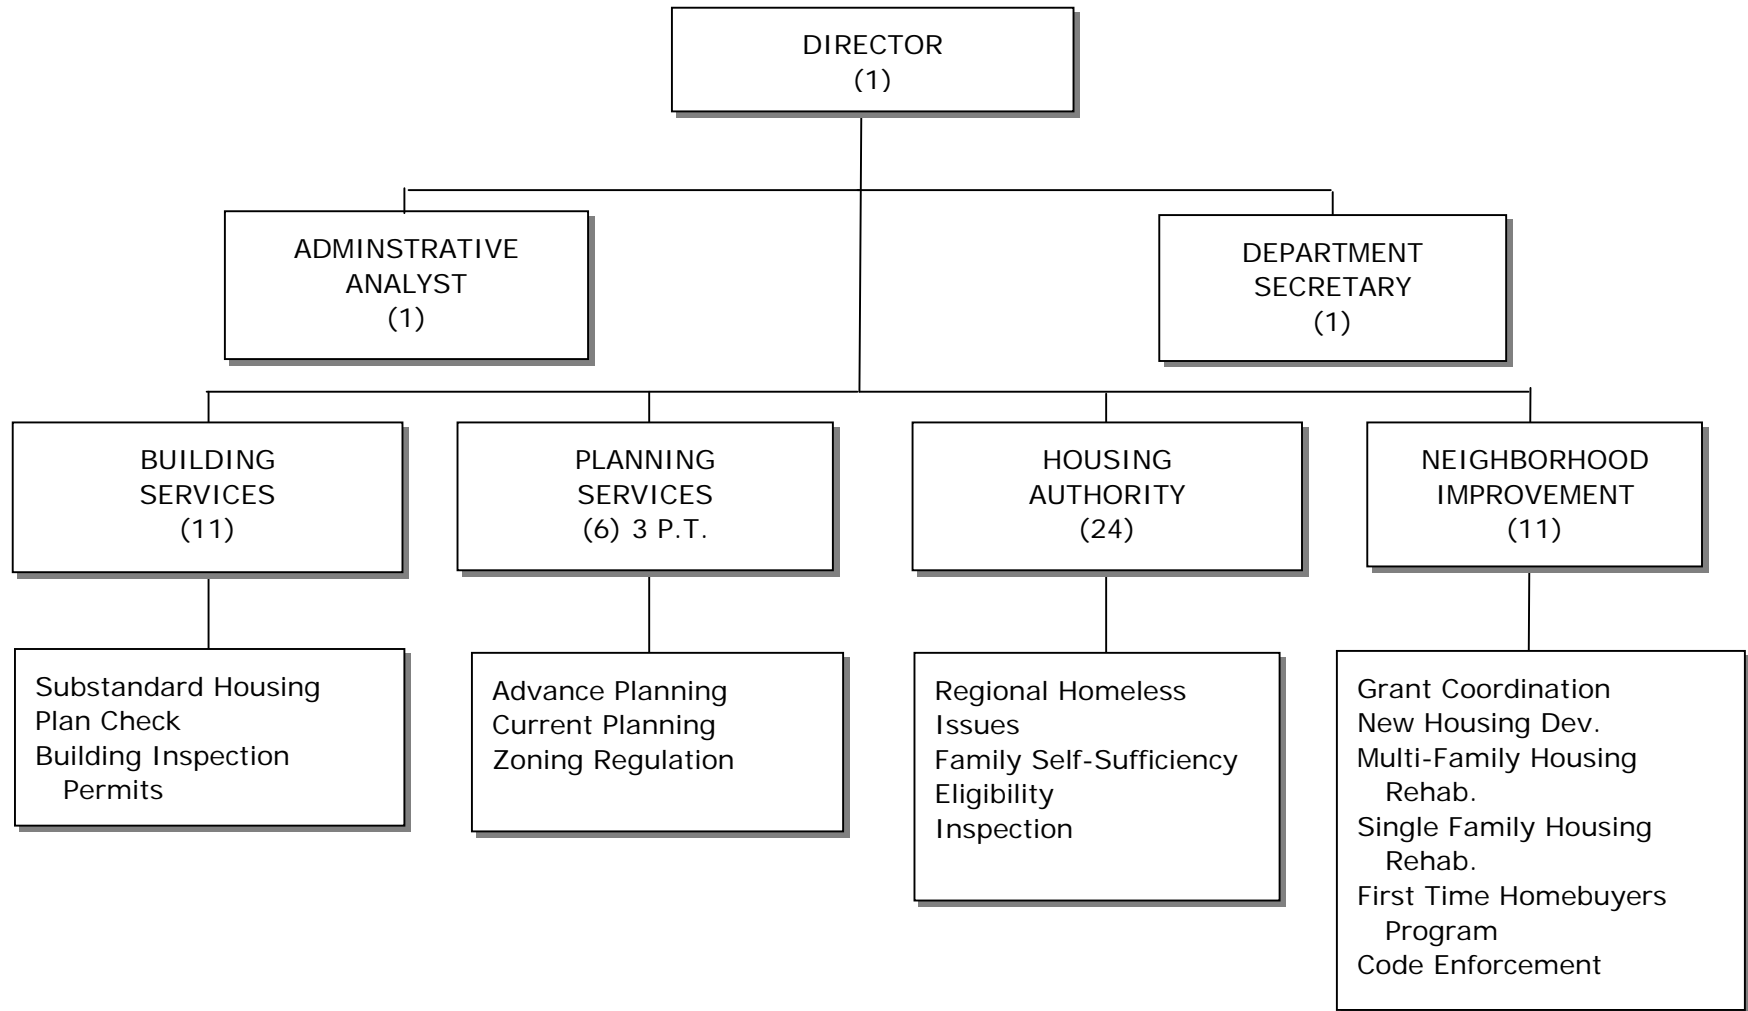 DIRECTOR
(1)
ADMINSTRATIVE
ANALYST
(1)
DEPARTMENT
SECRETARY
(1)
BUILDING
SERVICES
(11)
PLANNING
SERVICES
(6) 3 P.T.
HOUSING
AUTHORITY
(24)
NEIGHBORHOOD
IMPROVEMENT
(11)
Substandard Housing
Plan Check
Building Inspection
Permits
Advance Planning
Current Planning
Zoning Regulation
Regional Homeless
Issues
Family Self-Sufficiency
Eligibility
Inspection
Grant Coordination
New Housing Dev.
Multi-Family Housing
Rehab.
Single Family Housing
Rehab.
First Time Homebuyers
Program
Code Enforcement